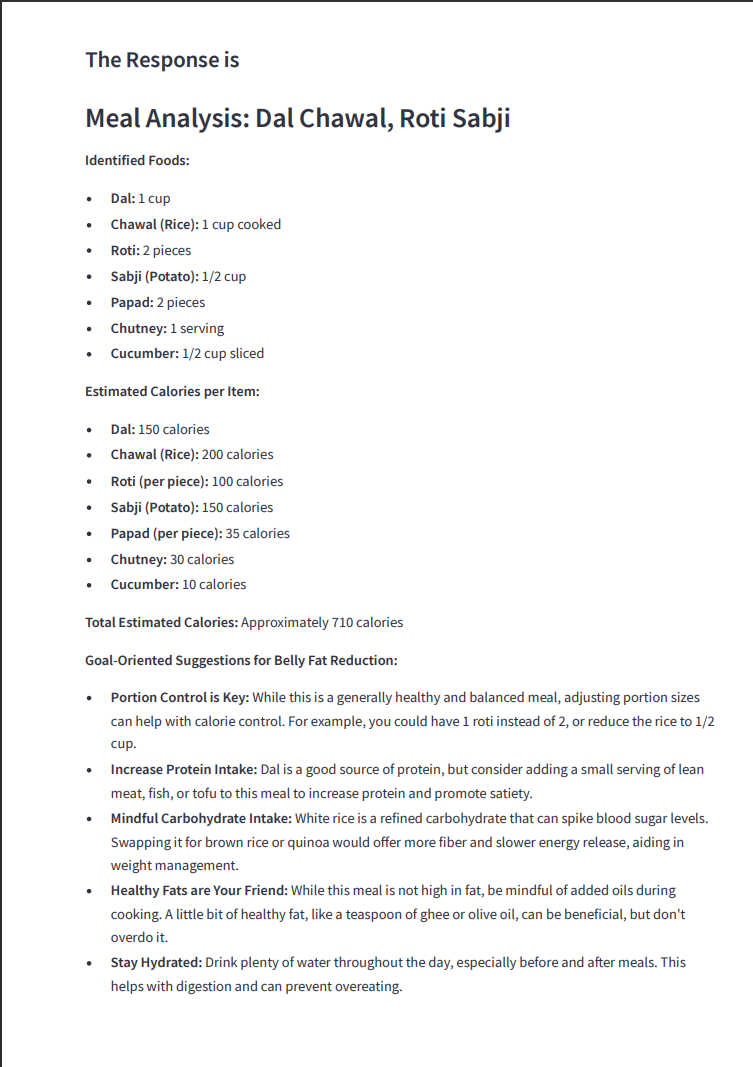 The Response is
Meal Analysis: Dal Chawal, Roti Sabji
Identified Foods:
• Dal: 1 cup
• Chawal (Rice): 1 cup cooked
• Roti: 2 pieces
• Sabji (Potato): 1/2 cup
• Papad: 2 pieces
• Chutney: 1 serving
• Cucumber: 1/2 cup sliced
Estimated Calories per Item:
• Dal: 150 calories
• Chawal (Rice): 200 calories
• Roti (per piece): 100 calories
• Sabji (Potato): 150 calories
• Papad (per piece): 35 calories
• Chutney: 30 calories
• Cucumber: 10 calories
Total Estimated Calories: Approximately 710 calories
Goal-Oriented Suggestions for Belly Fat Reduction:
• Portion Control is Key: While this is a generally healthy and balanced meal, adjusting portion sizes
can help with calorie control. For example, you could have 1 roti instead of 2, or reduce the rice to 1/2
cup.
• Increase Protein Intake: Dal is a good source of protein, but consider adding a small serving of lean
meat, fish, or tofu to this meal to increase protein and promote satiety.
• Mindful Carbohydrate Intake: White rice is a refined carbohydrate that can spike blood sugar levels.
Swapping it for brown rice or quinoa would offer more fiber and slower energy release, aiding in
weight management.
• Healthy Fats are Your Friend: While this meal is not high in fat, be mindful of added oils during
cooking. A little bit of healthy fat, like a teaspoon of ghee or olive oil, can be beneficial, but don't
overdo it.
• Stay Hydrated: Drink plenty of water throughout the day, especially before and after meals. This
helps with digestion and can prevent overeating.